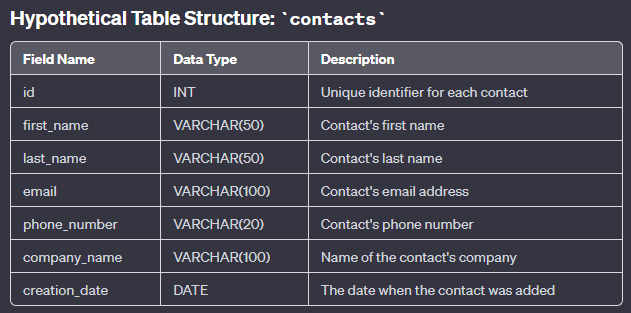 Hypothetical Table Structure: `contacts`
Field Name Data Type Description
id INT Unique identifier for each contact
first_name VARCHAR(50) Contact's first name
last_name VARCHAR(50) Contact's last name
email VARCHAR(100) Contact's email address
phone_number VARCHAR(20) Contact's phone number
company_name VARCHAR(100) Name of the contact's company
creation_date DATE The date when the contact was added